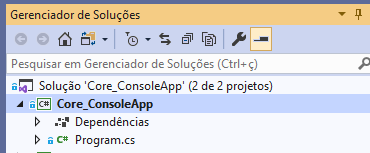 Gerenciador de Soluções
Pesquisar em Gerenciador de Soluções (Ctrl+ç)
Solução 'Core_ConsoleApp' (2 de 2 projetos)
C# Core_ConsoleApp
Dependências
C# Program.cs